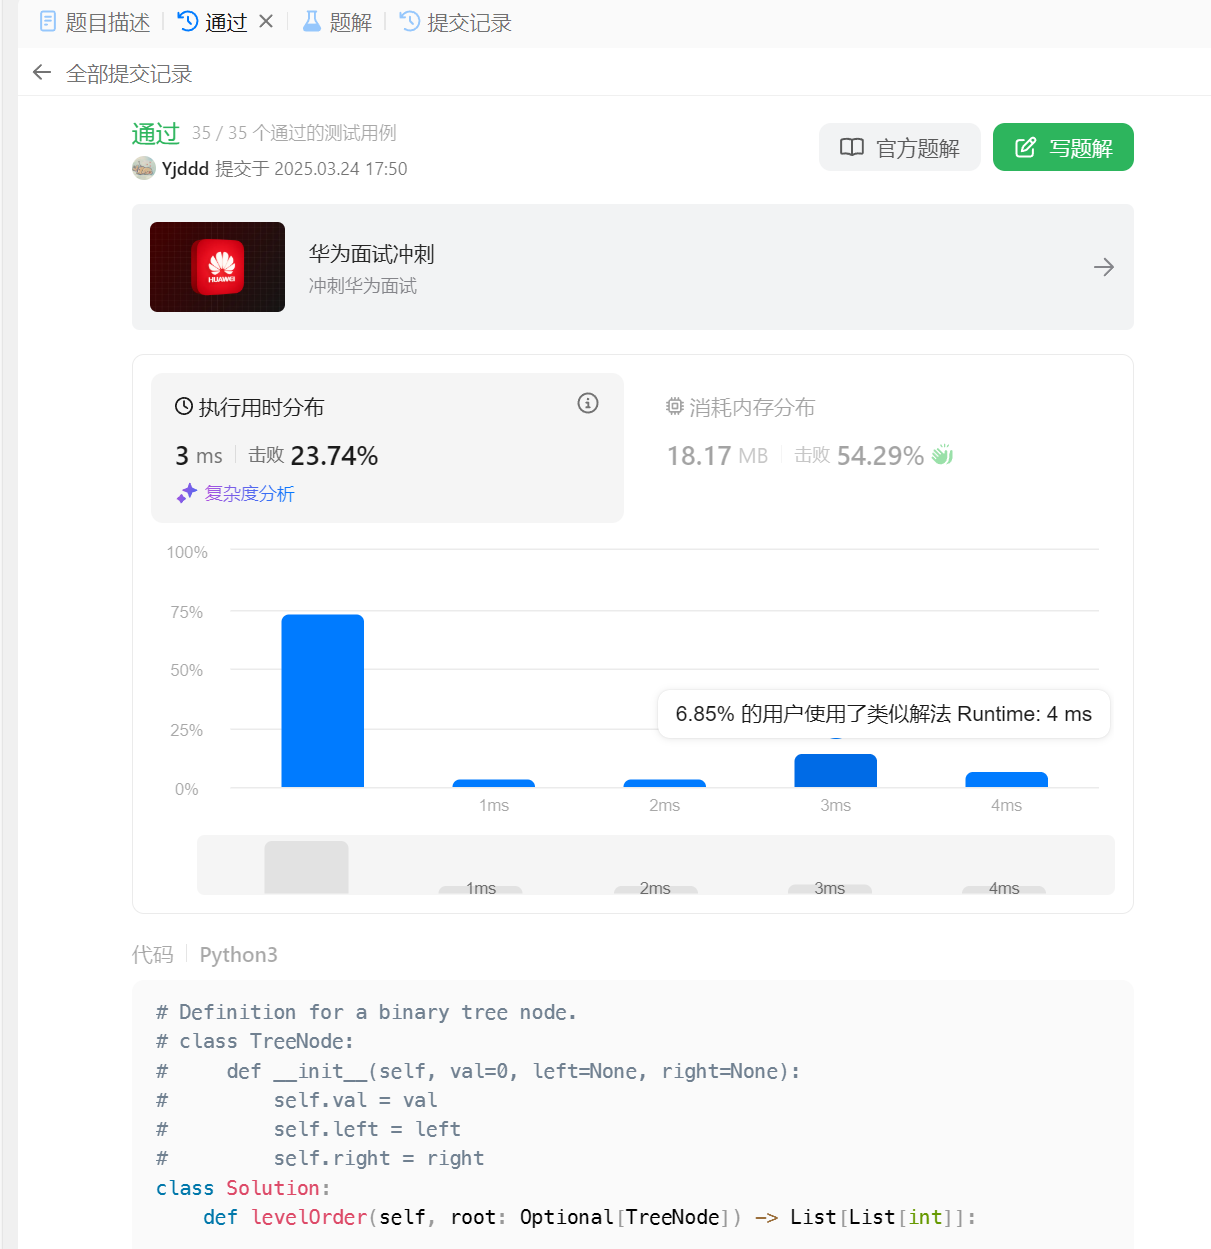 题目描述 通过 题解 提交记录
全部提交记录
通过 35 / 35 个通过的测试用例
Yjddd 提交于 2025.03.24 17:50
官方题解 写题解
HUAWEI
华为面试冲刺
冲刺华为面试
执行用时分布
3 ms 击败 23.74%
复杂度分析
消耗内存分布
18.17 MB 击败 54.29%
100%
75%
50%
25%
0%
6.85% 的用户使用了类似解法 Runtime: 4 ms
1ms 2ms 3ms 4ms
1ms 2ms 3ms 4ms
代码 Python3
# Definition for a binary tree node.
# class TreeNode:
#     def __init__(self, val=0, left=None, right=None):
#         self.val = val
#         self.left = left
#         self.right = right
class Solution:
    def levelOrder(self, root: Optional[TreeNode]) -> List[List[int]]: